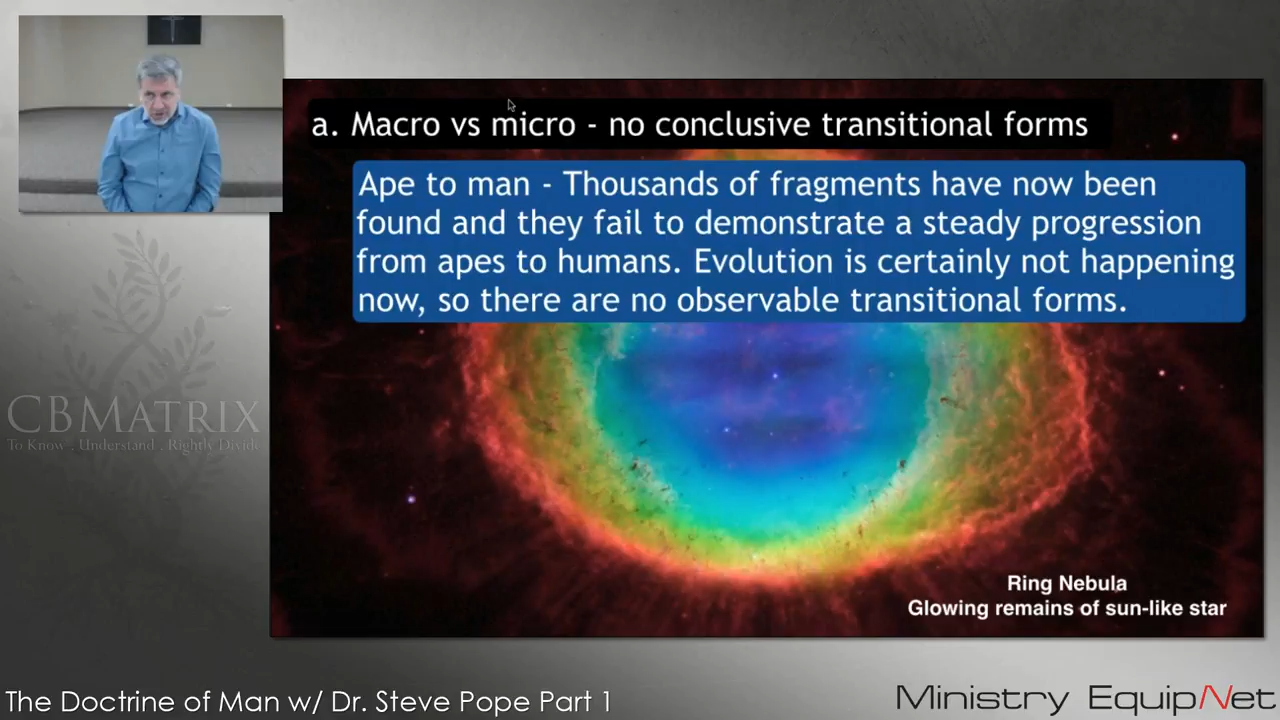 a. Macro vs micro - no conclusive transitional forms
Ape to man - Thousands of fragments have now been
found and they fail to demonstrate a steady progression
from apes to humans. Evolution is certainly not happening
now, so there are no observable transitional forms.
CBMATRIX
To Know . Understand . Rightly Divide
Ring Nebula
Glowing remains of sun-like star
The Doctrine of Man w/ Dr. Steve Pope Part 1
Ministry EquipNet